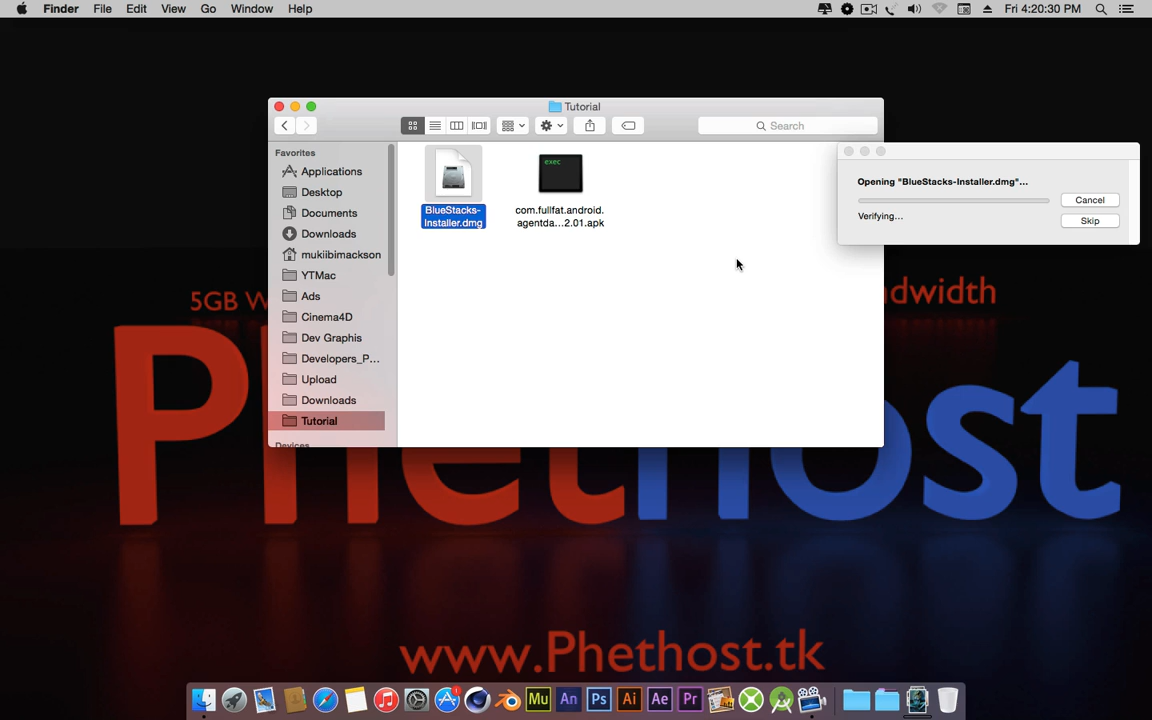 Finder File Edit View Go Window Help
Fri 4:20:30 PM
Tutorial
Search
Favorites
Applications
Desktop
Documents
Downloads
mukiibimackson
YTMac
Ads
Cinema4D
Dev Graphis
Developers_P...
Upload
Downloads
Tutorial
Devices
BlueStacks-
Installer.dmg
exec
com.fullfat.android.
agentda...2.01.apk
Opening "BlueStacks-Installer.dmg"...
Cancel
Verifying...
Skip
5GB W
dwidth
Phethost
www.Phethost.tk
1
Mu An Ps Ai Ae Pr